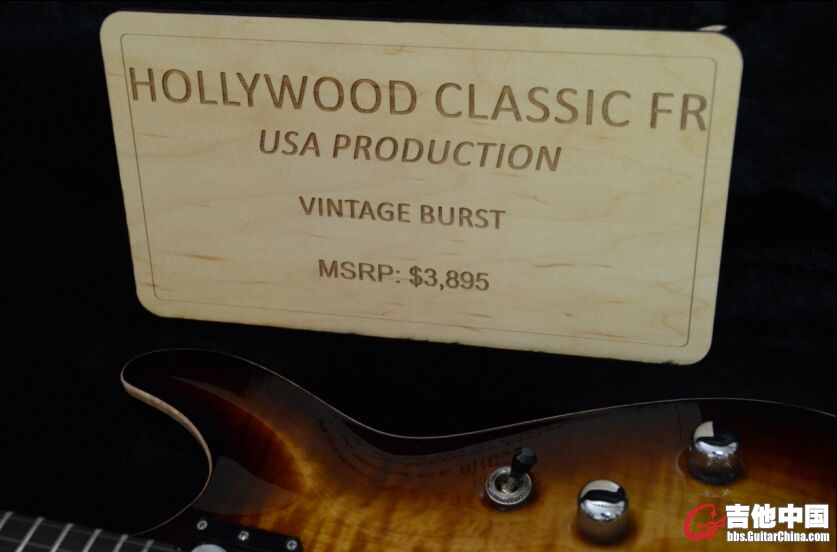 HOLLYWOOD CLASSIC FR
USA PRODUCTION
VINTAGE BURST
MSRP: $3,895
吉他中国
bbs.GuitarChina.com